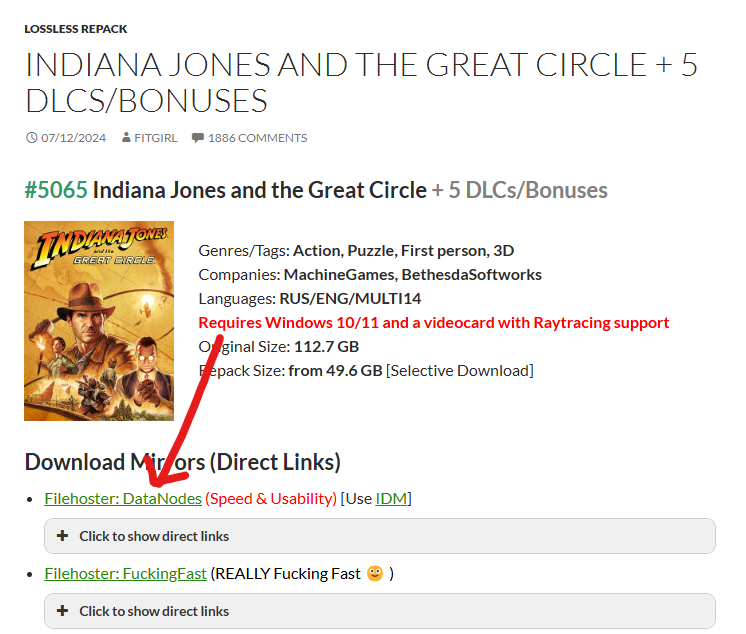 LOSSLESS REPACK
INDIANA JONES AND THE GREAT CIRCLE + 5
DLCS/BONUSES
07/12/2024 FITGIRL 1886 COMMENTS
#5065 Indiana Jones and the Great Circle + 5 DLCs/Bonuses
INDIANA JONES
and the
GREAT CIRCLE
Genres/Tags: Action, Puzzle, First person, 3D
Companies: MachineGames, BethesdaSoftworks
Languages: RUS/ENG/MULTI14
Requires Windows 10/11 and a videocard with Raytracing support
Original Size: 112.7 GB
Repack Size: from 49.6 GB [Selective Download]
Download Mirrors (Direct Links)
Filehoster: DataNodes (Speed & Usability) [Use IDM]
Click to show direct links
Filehoster: FuckingFast (REALLY Fucking Fast 🙂 )
Click to show direct links